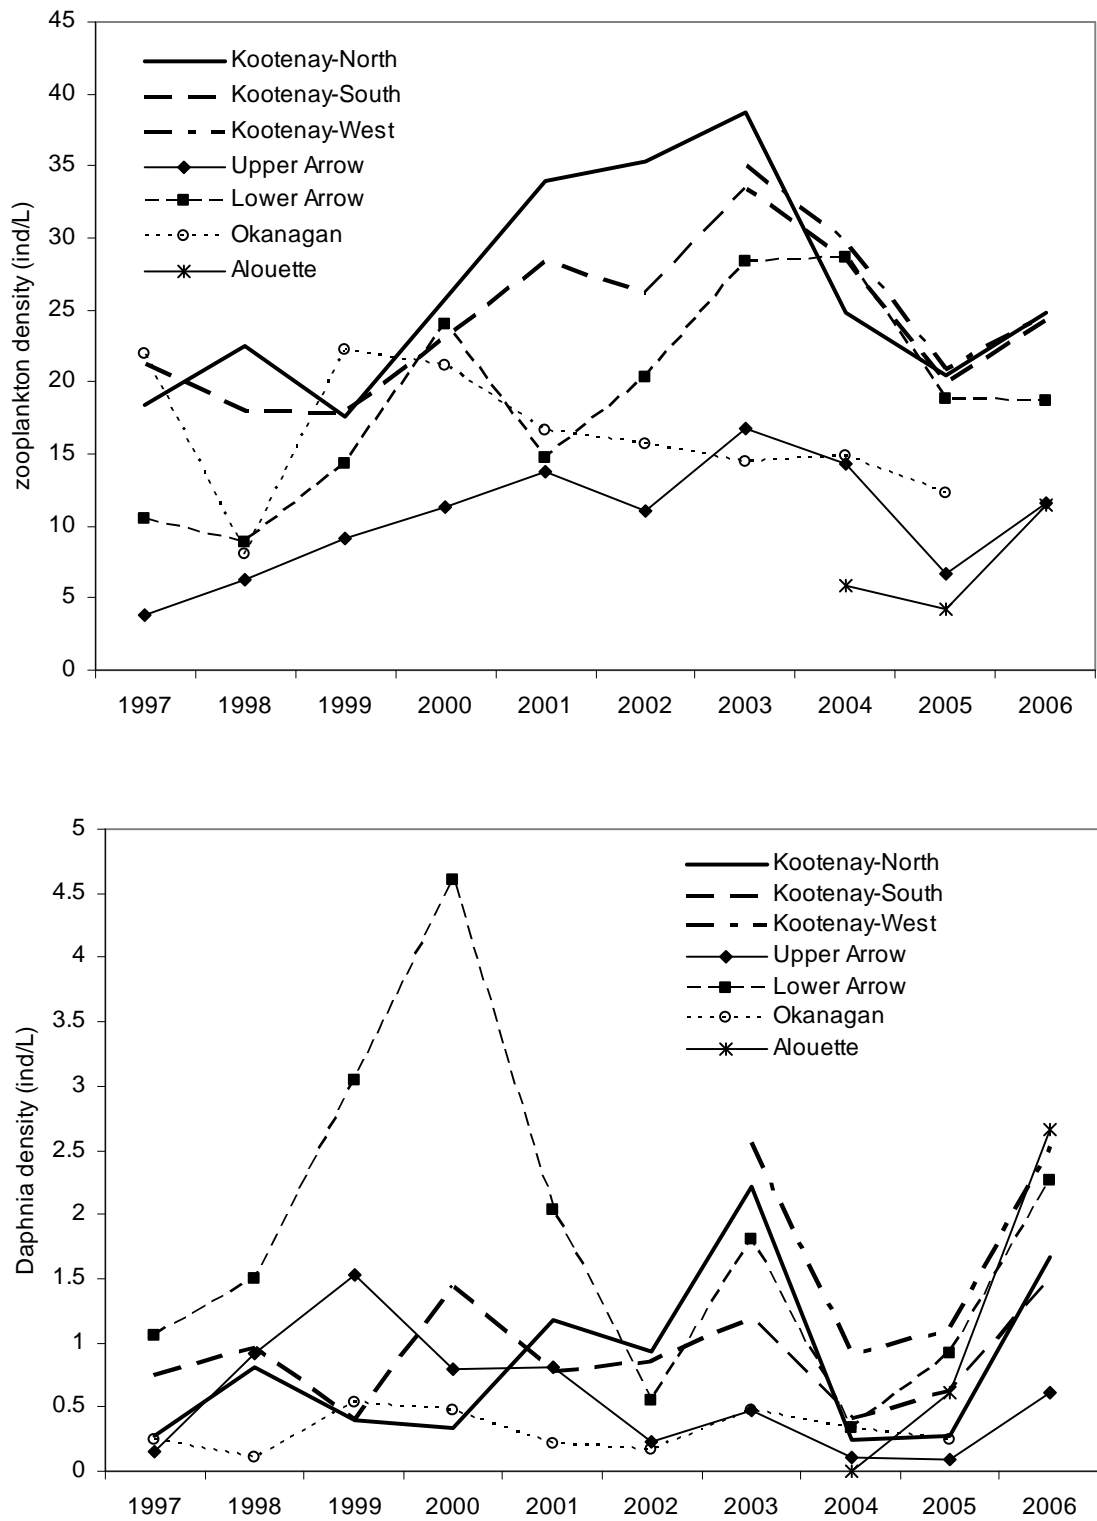 45
40
35
30
25
20
15
10
5
0
zooplankton density (ind/L)
Kootenay-North
Kootenay-South
Kootenay-West
Upper Arrow
Lower Arrow
Okanagan
Alouette
1997 1998 1999 2000 2001 2002 2003 2004 2005 2006
5
4.5
4
3.5
3
2.5
2
1.5
1
0.5
0
Daphnia density (ind/L)
Kootenay-North
Kootenay-South
Kootenay-West
Upper Arrow
Lower Arrow
Okanagan
Alouette
1997 1998 1999 2000 2001 2002 2003 2004 2005 2006